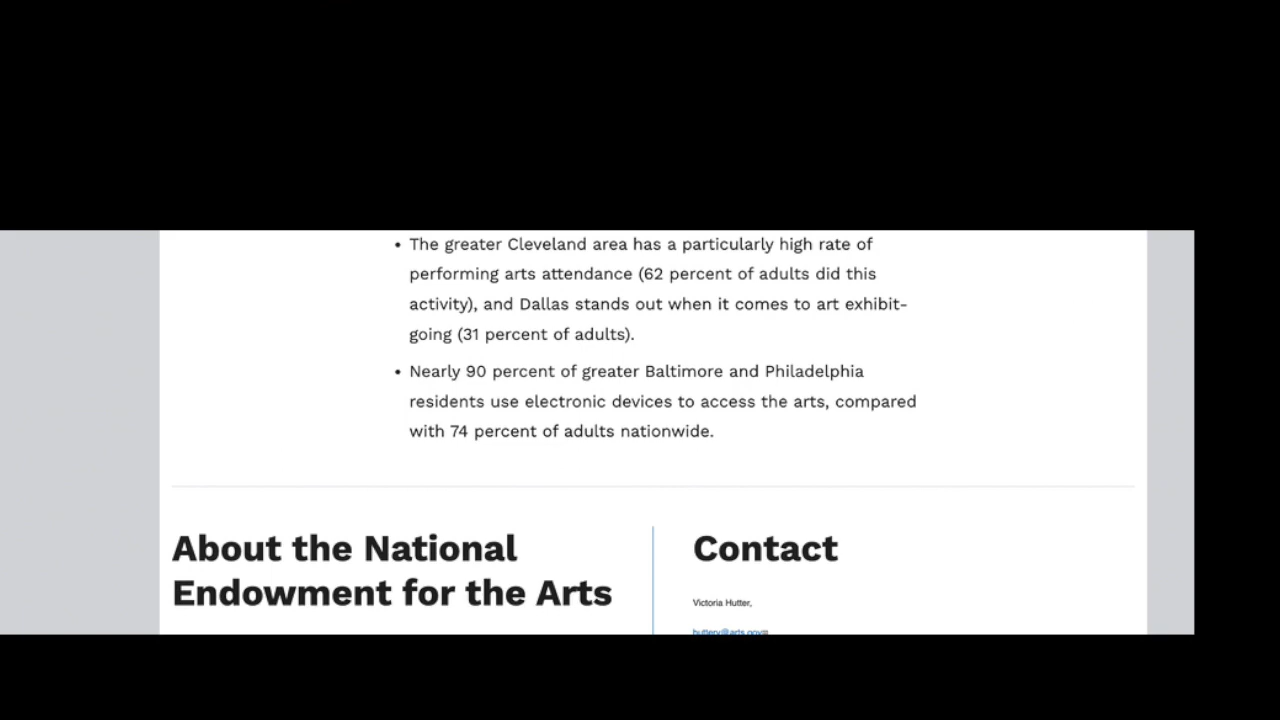 • The greater Cleveland area has a particularly high rate of
performing arts attendance (62 percent of adults did this
activity), and Dallas stands out when it comes to art exhibit-
going (31 percent of adults).
• Nearly 90 percent of greater Baltimore and Philadelphia
residents use electronic devices to access the arts, compared
with 74 percent of adults nationwide.
About the National
Endowment for the Arts
Contact
Victoria Hutter,